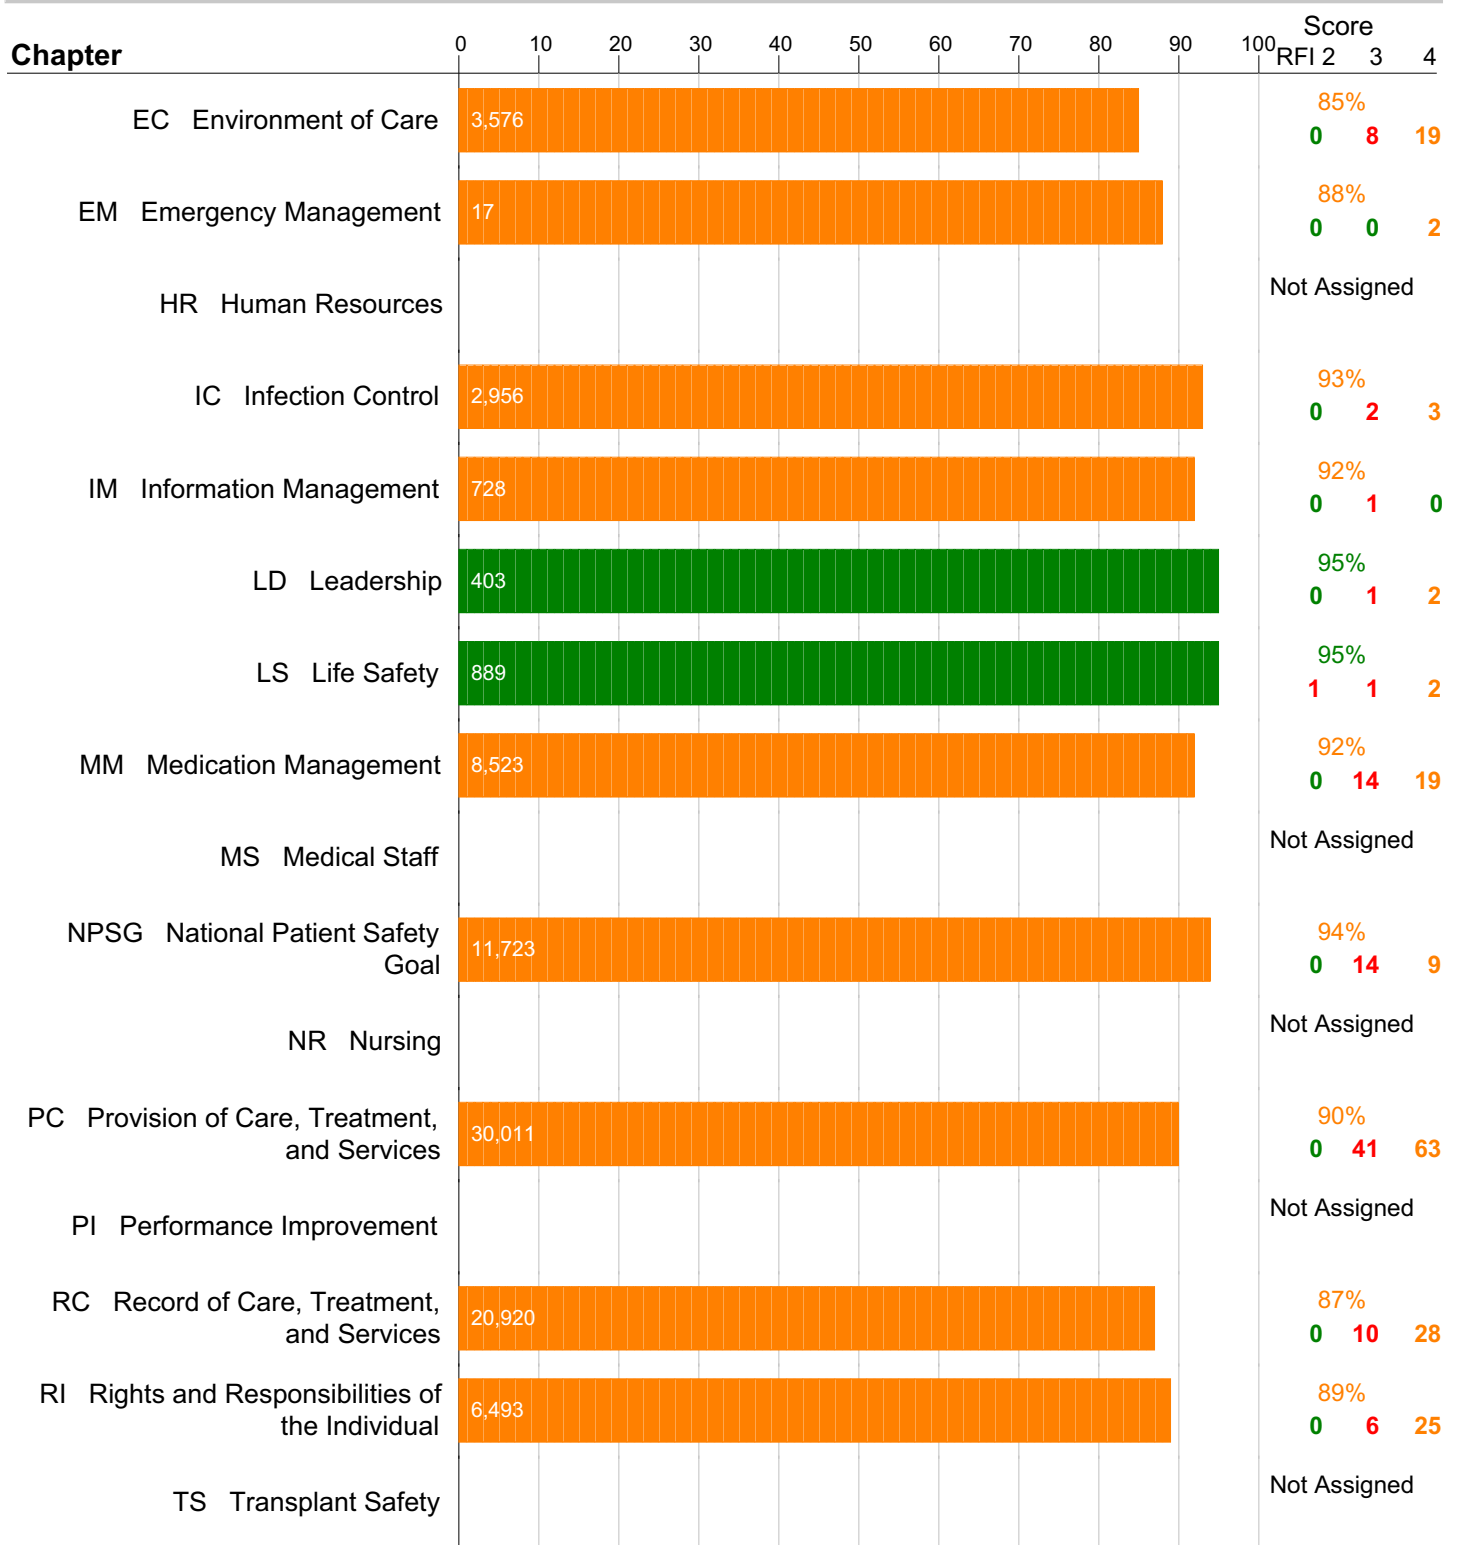 Score
Chapter 0 10 20 30 40 50 60 70 80 90 100 RFI 2 3 4
EC Environment of Care 3,576 85%
0 8 19
EM Emergency Management 17 88%
0 0 2
HR Human Resources Not Assigned
IC Infection Control 2,956 93%
0 2 3
IM Information Management 728 92%
0 1 0
LD Leadership 403 95%
0 1 2
LS Life Safety 889 95%
1 1 2
MM Medication Management 8,523 92%
0 14 19
MS Medical Staff Not Assigned
NPSG National Patient Safety
Goal 11,723 94%
0 14 9
NR Nursing Not Assigned
PC Provision of Care, Treatment,
and Services 30,011 90%
0 41 63
PI Performance Improvement Not Assigned
RC Record of Care, Treatment,
and Services 20,920 87%
0 10 28
RI Rights and Responsibilities of
the Individual 6,493 89%
0 6 25
TS Transplant Safety Not Assigned